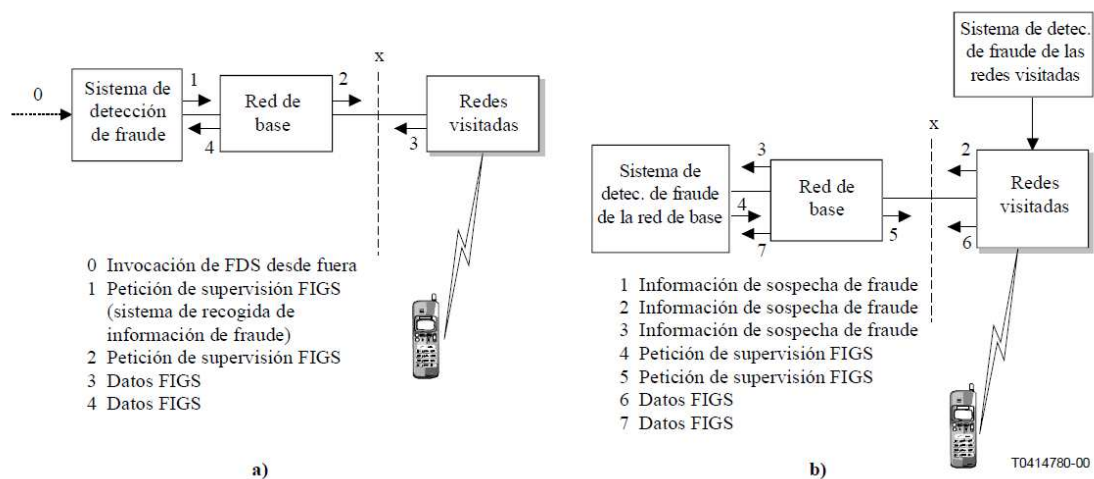 0
Sistema de
detección
de fraude
1
4
Red de
base
2
x
3
Redes
visitadas
0 Invocación de FDS desde fuera
1 Petición de supervisión FIGS
(sistema de recogida de
información de fraude)
2 Petición de supervisión FIGS
3 Datos FIGS
4 Datos FIGS
a)
Sistema de detec.
de fraude de las
redes visitadas
x
Sistema de
detec. de fraude
de la red de base
3
4
7
Red de
base
5
2
6
Redes
visitadas
1 Información de sospecha de fraude
2 Información de sospecha de fraude
3 Información de sospecha de fraude
4 Petición de supervisión FIGS
5 Petición de supervisión FIGS
6 Datos FIGS
7 Datos FIGS
b)
T0414780-00